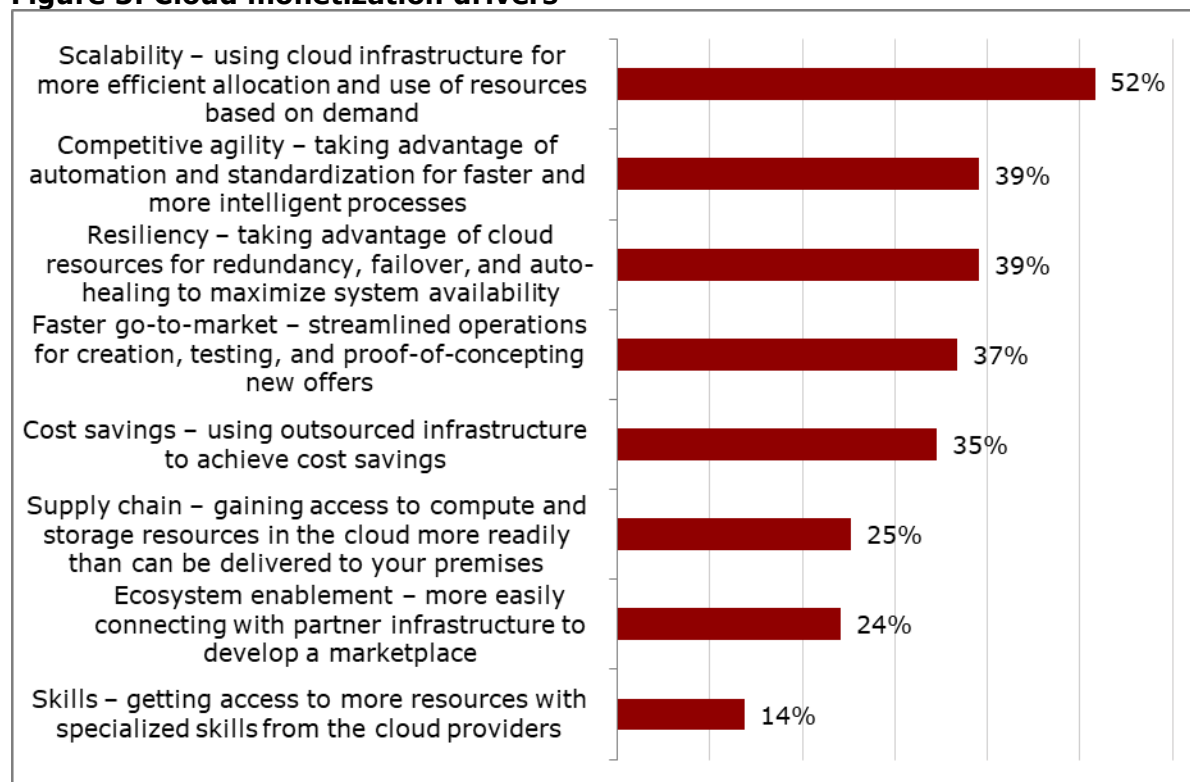 Figure Cloud monetization drivers
Scalability – using cloud infrastructure for
more efficient allocation and use of resources
based on demand
52%
Competitive agility – taking advantage of
automation and standardization for faster and
more intelligent processes
39%
Resiliency – taking advantage of cloud
resources for redundancy, failover, and auto-
healing to maximize system availability
39%
Faster go-to-market – streamlined operations
for creation, testing, and proof-of-concepting
new offers
37%
Cost savings – using outsourced infrastructure
to achieve cost savings
35%
Supply chain – gaining access to compute and
storage resources in the cloud more readily
than can be delivered to your premises
25%
Ecosystem enablement – more easily
connecting with partner infrastructure to
develop a marketplace
24%
Skills – getting access to more resources with
specialized skills from the cloud providers
14%